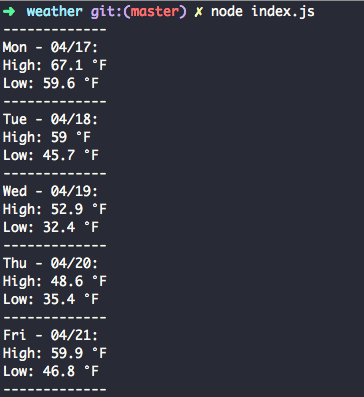 ➜ weather git:(master) ✗ node index.js
-------------
Mon - 04/17:
High: 67.1 °F
Low: 59.6 °F
-------------
Tue - 04/18:
High: 59 °F
Low: 45.7 °F
-------------
Wed - 04/19:
High: 52.9 °F
Low: 32.4 °F
-------------
Thu - 04/20:
High: 48.6 °F
Low: 35.4 °F
-------------
Fri - 04/21:
High: 59.9 °F
Low: 46.8 °F
-------------